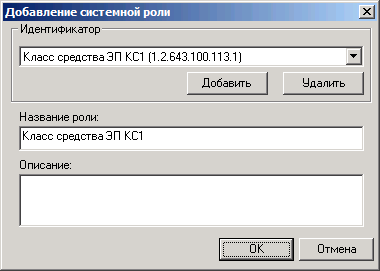 Добавление системной роли
Идентификатор
Класс средства ЭП КС1 (1.2.643.100.113.1)
Добавить
Удалить
Название роли:
Класс средства ЭП КС1
Описание:
OK
Отмена